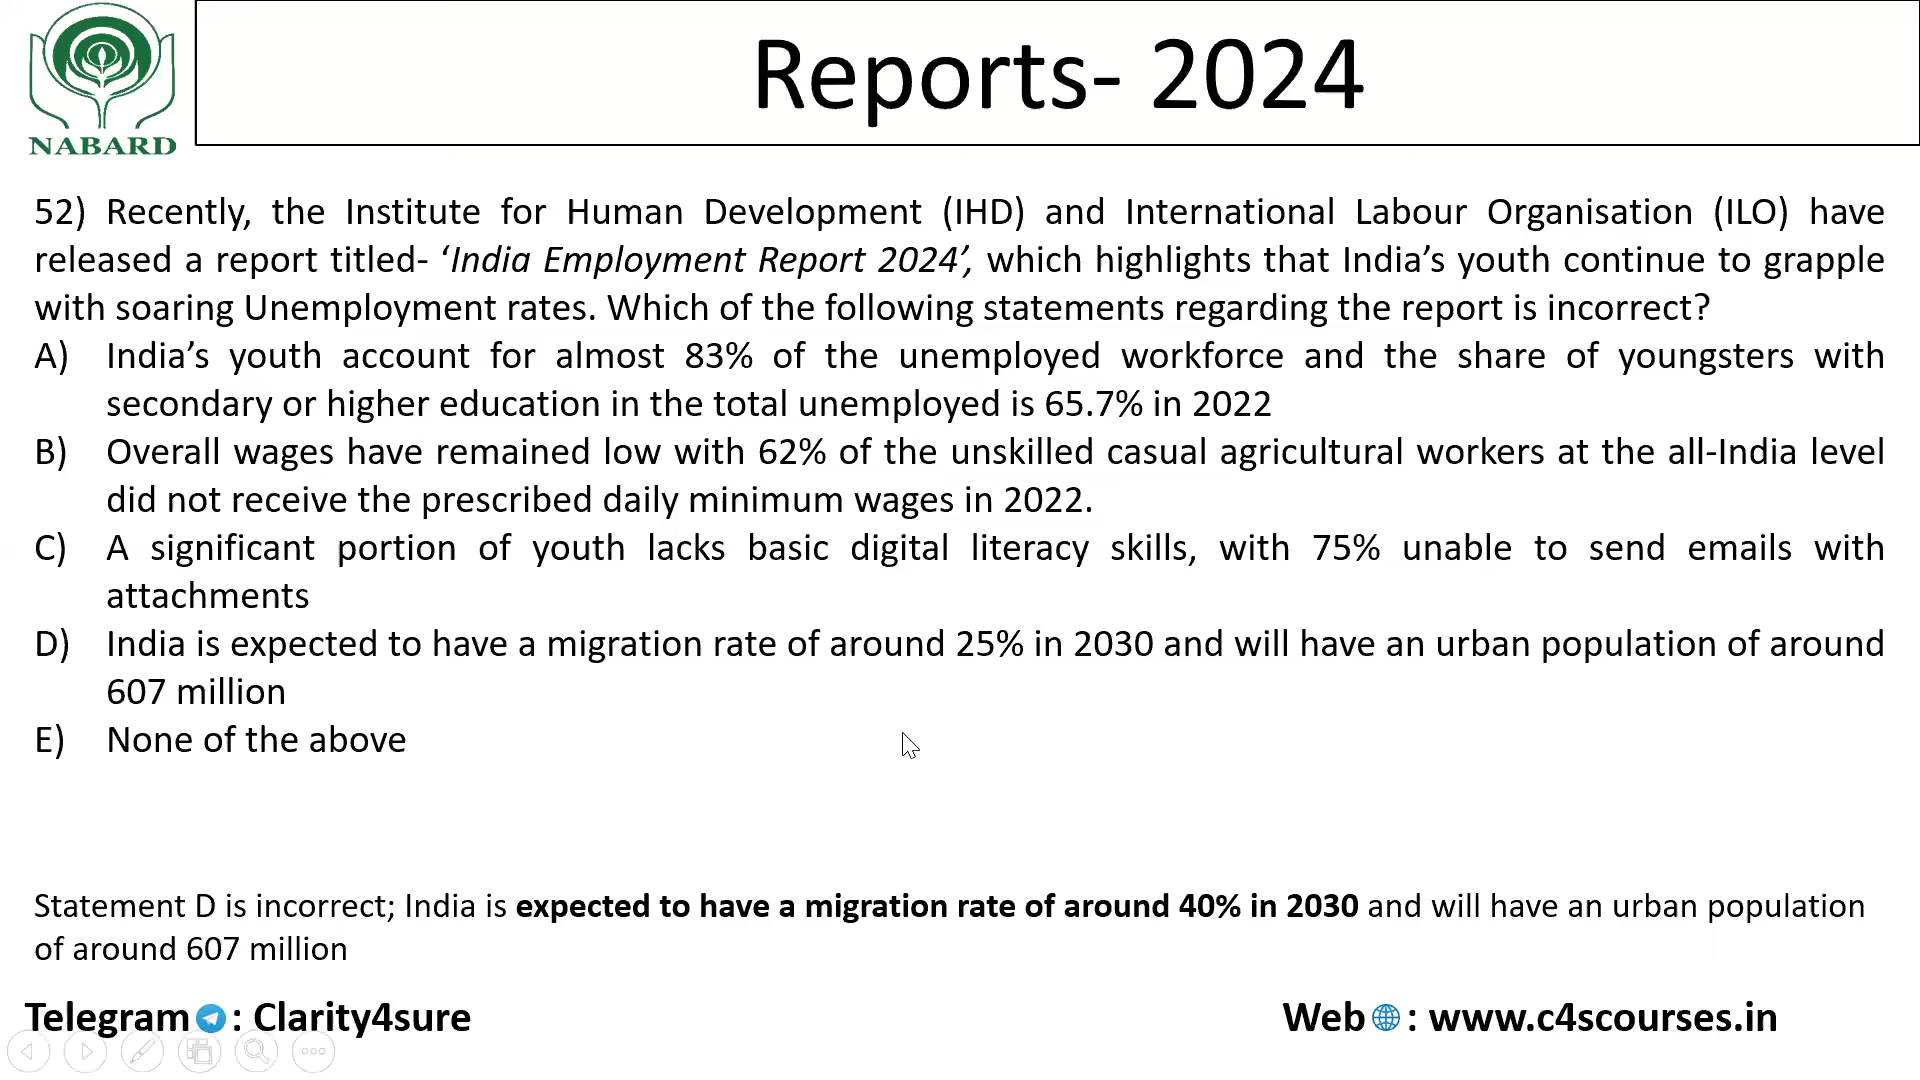 NABARD
Reports- 2024
52) Recently, the Institute for Human Development (IHD) and International Labour Organisation (ILO) have
released a report titled- ‘India Employment Report 2024’, which highlights that India’s youth continue to grapple
with soaring Unemployment rates. Which of the following statements regarding the report is incorrect?
A) India’s youth account for almost 83% of the unemployed workforce and the share of youngsters with
secondary or higher education in the total unemployed is 65.7% in 2022
B) Overall wages have remained low with 62% of the unskilled casual agricultural workers at the all-India level
did not receive the prescribed daily minimum wages in 2022.
C) A significant portion of youth lacks basic digital literacy skills, with 75% unable to send emails with
attachments
D) India is expected to have a migration rate of around 25% in 2030 and will have an urban population of around
607 million
E) None of the above
Statement D is incorrect; India is expected to have a migration rate of around 40% in 2030 and will have an urban population
of around 607 million
Telegram : Clarity4sure
Web : www.c4scourses.in